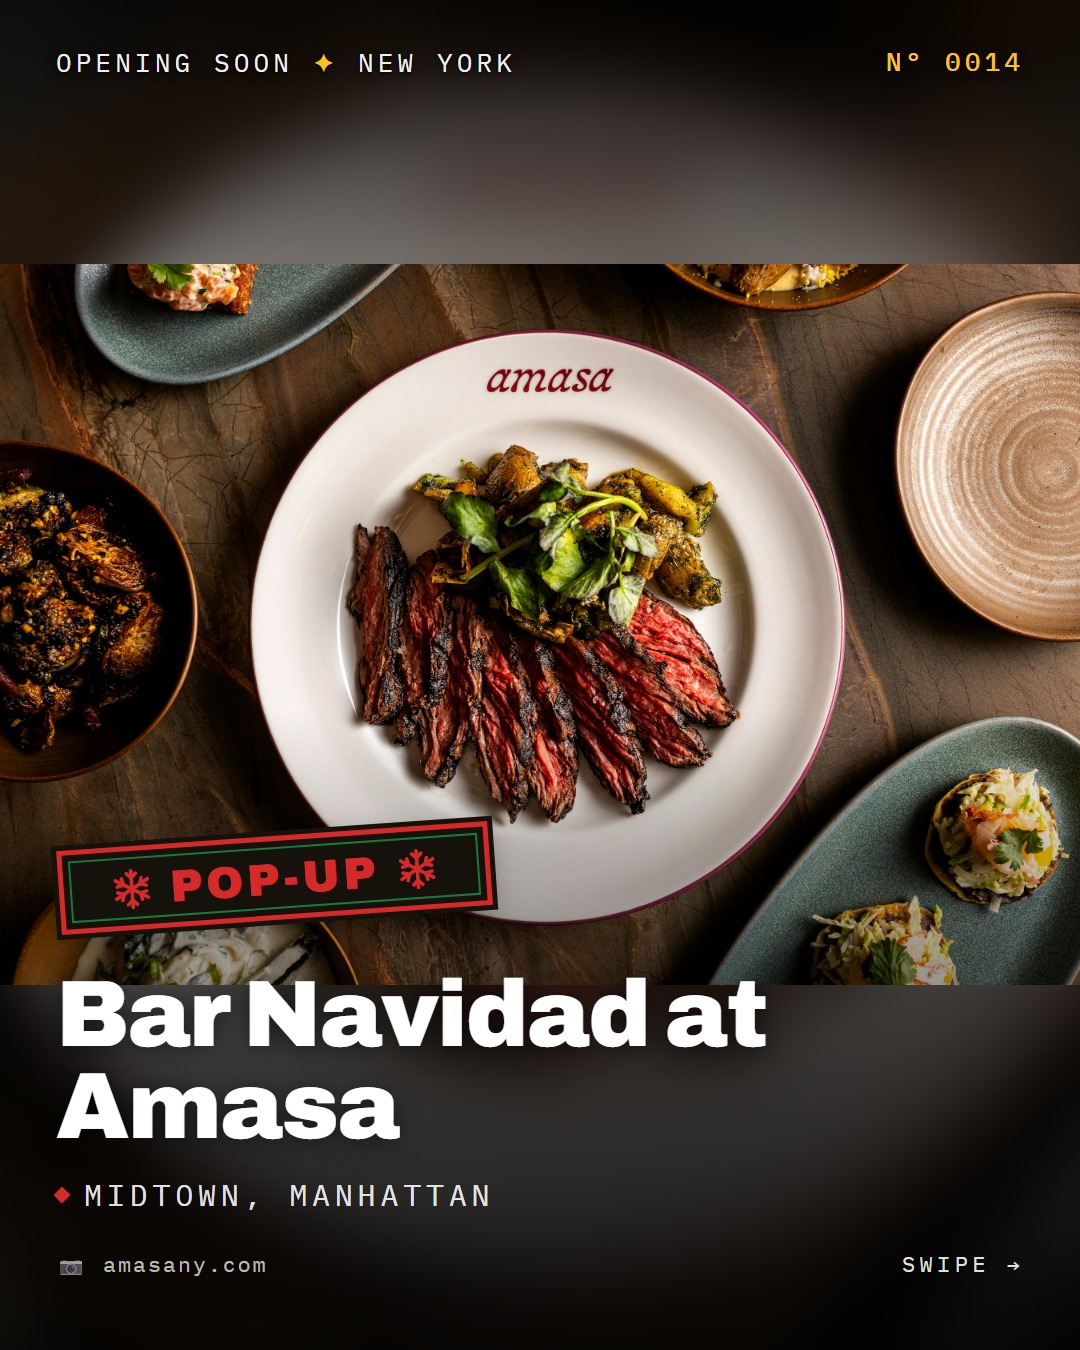 OPENING SOON ✦ NEW YORK
N° 0014
amasa
POP-UP
Bar Navidad at
Amasa
MIDTOWN, MANHATTAN
amasany.com
SWIPE →